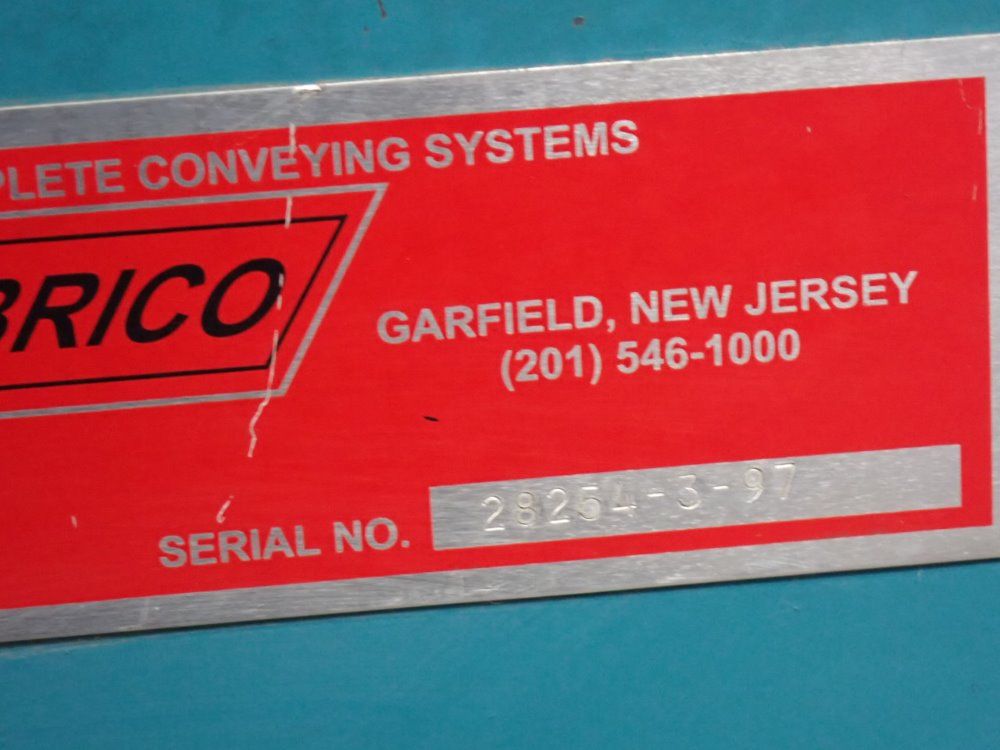 PLETE CONVEYING SYSTEMS
BRICO
GARFIELD, NEW JERSEY
(201) 546-1000
SERIAL NO. 28254-3-97